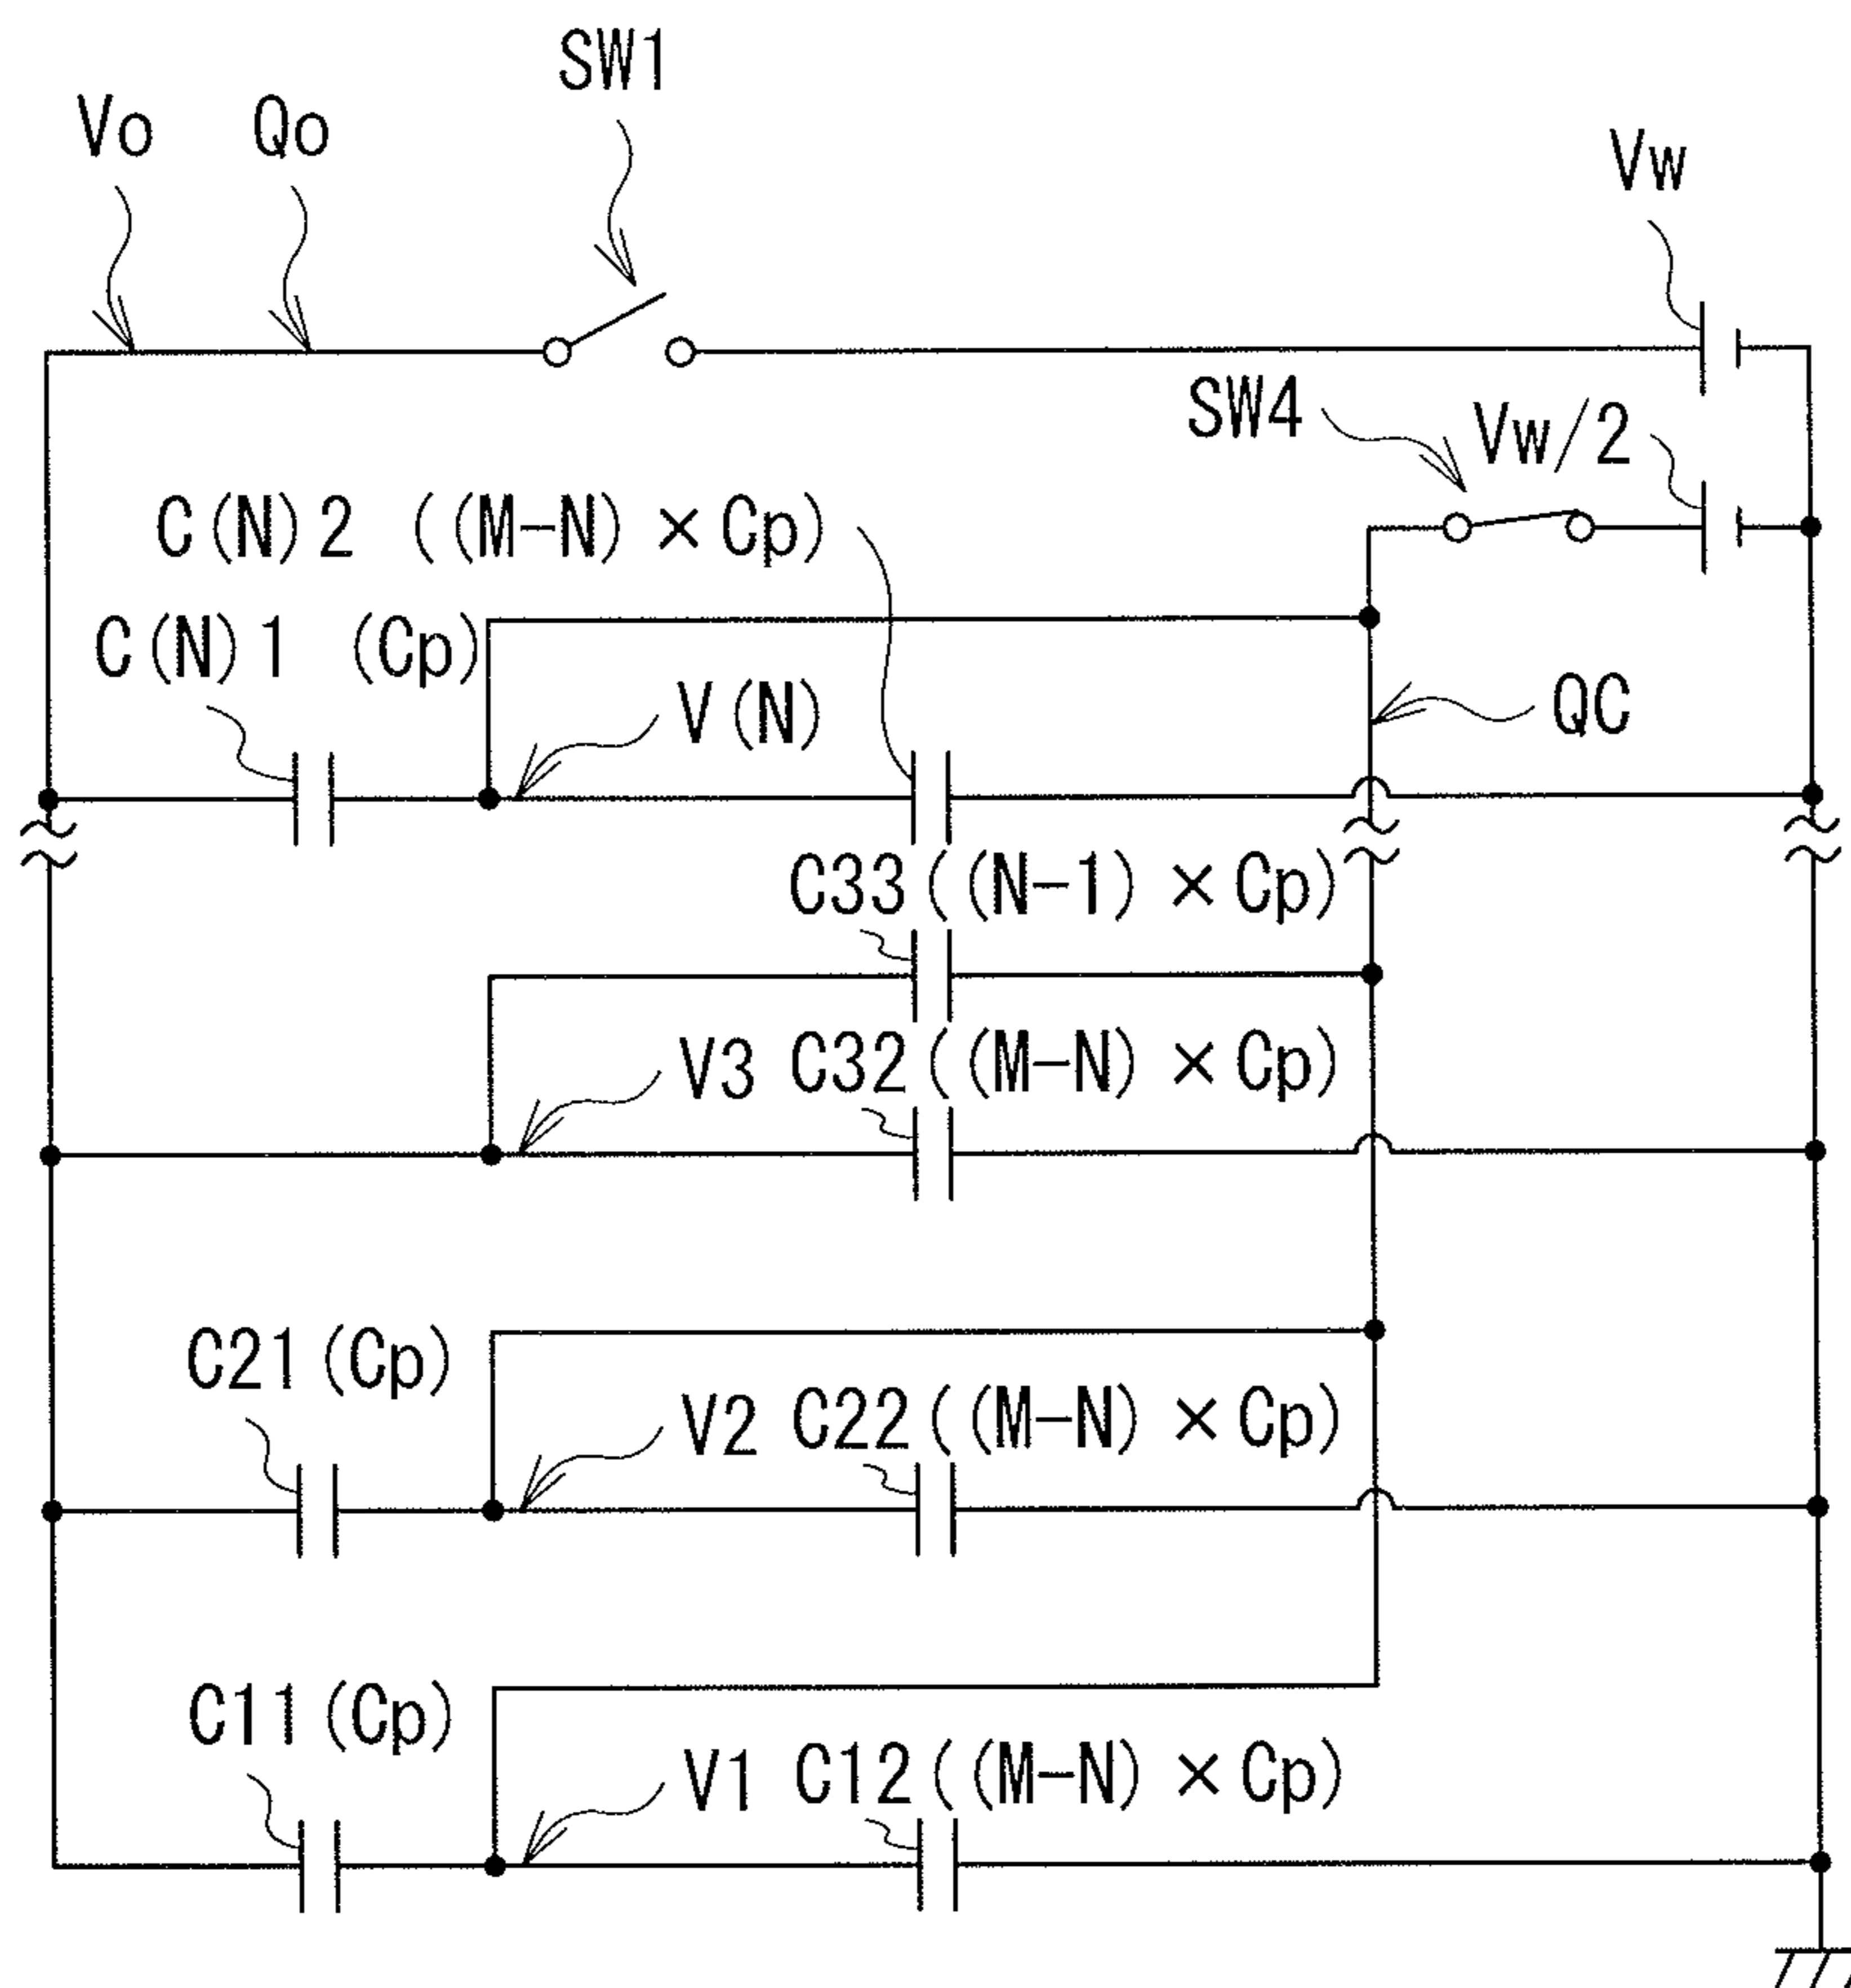 SW1
Vo
Qo
Vw
SW4
Vw/2
C(N)2 ((M-N)×Cp)
C(N)1 (Cp)
V(N)
QC
C33((N-1)×Cp)
V3
C32((M-N)×Cp)
C21(Cp)
V2
C22((M-N)×Cp)
C11(Cp)
V1
C12((M-N)×Cp)